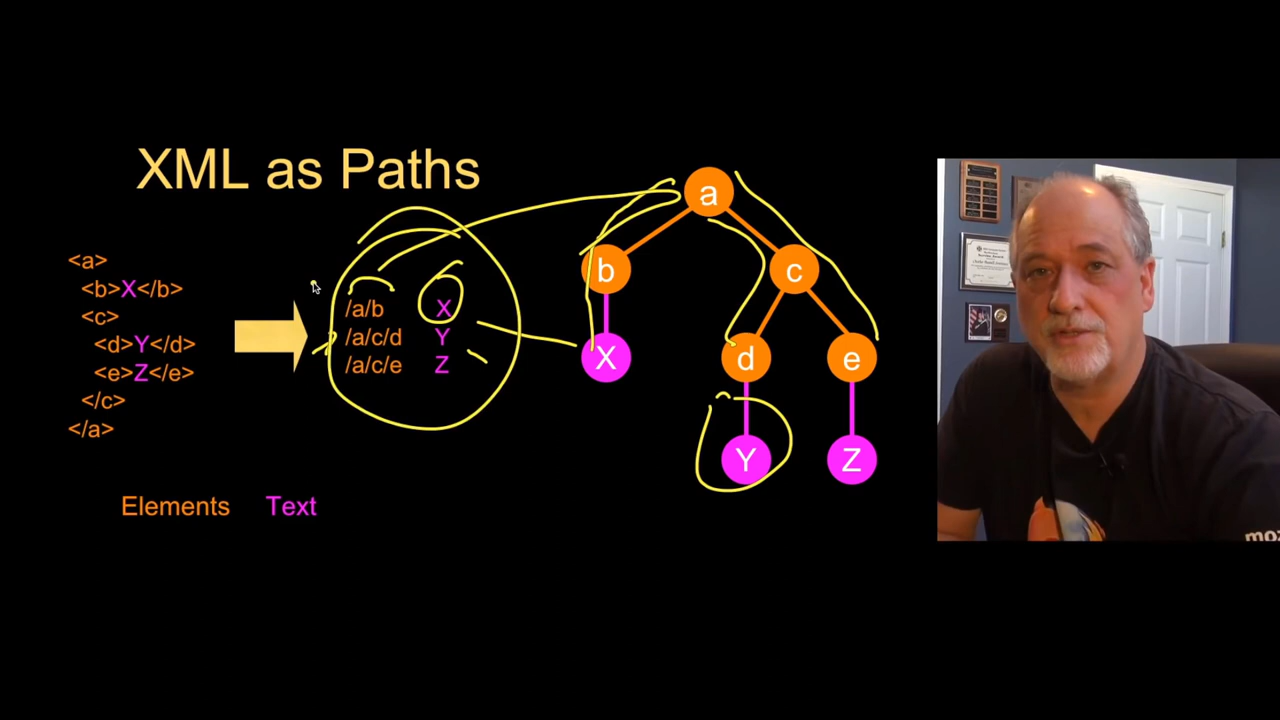 XML as Paths
<a>
<b>X</b>
<c>
<d>Y</d>
<e>Z</e>
</c>
</a>
/a/b X
/a/c/d Y
/a/c/e Z
Elements Text
a
b
c
X
d
e
Y
Z